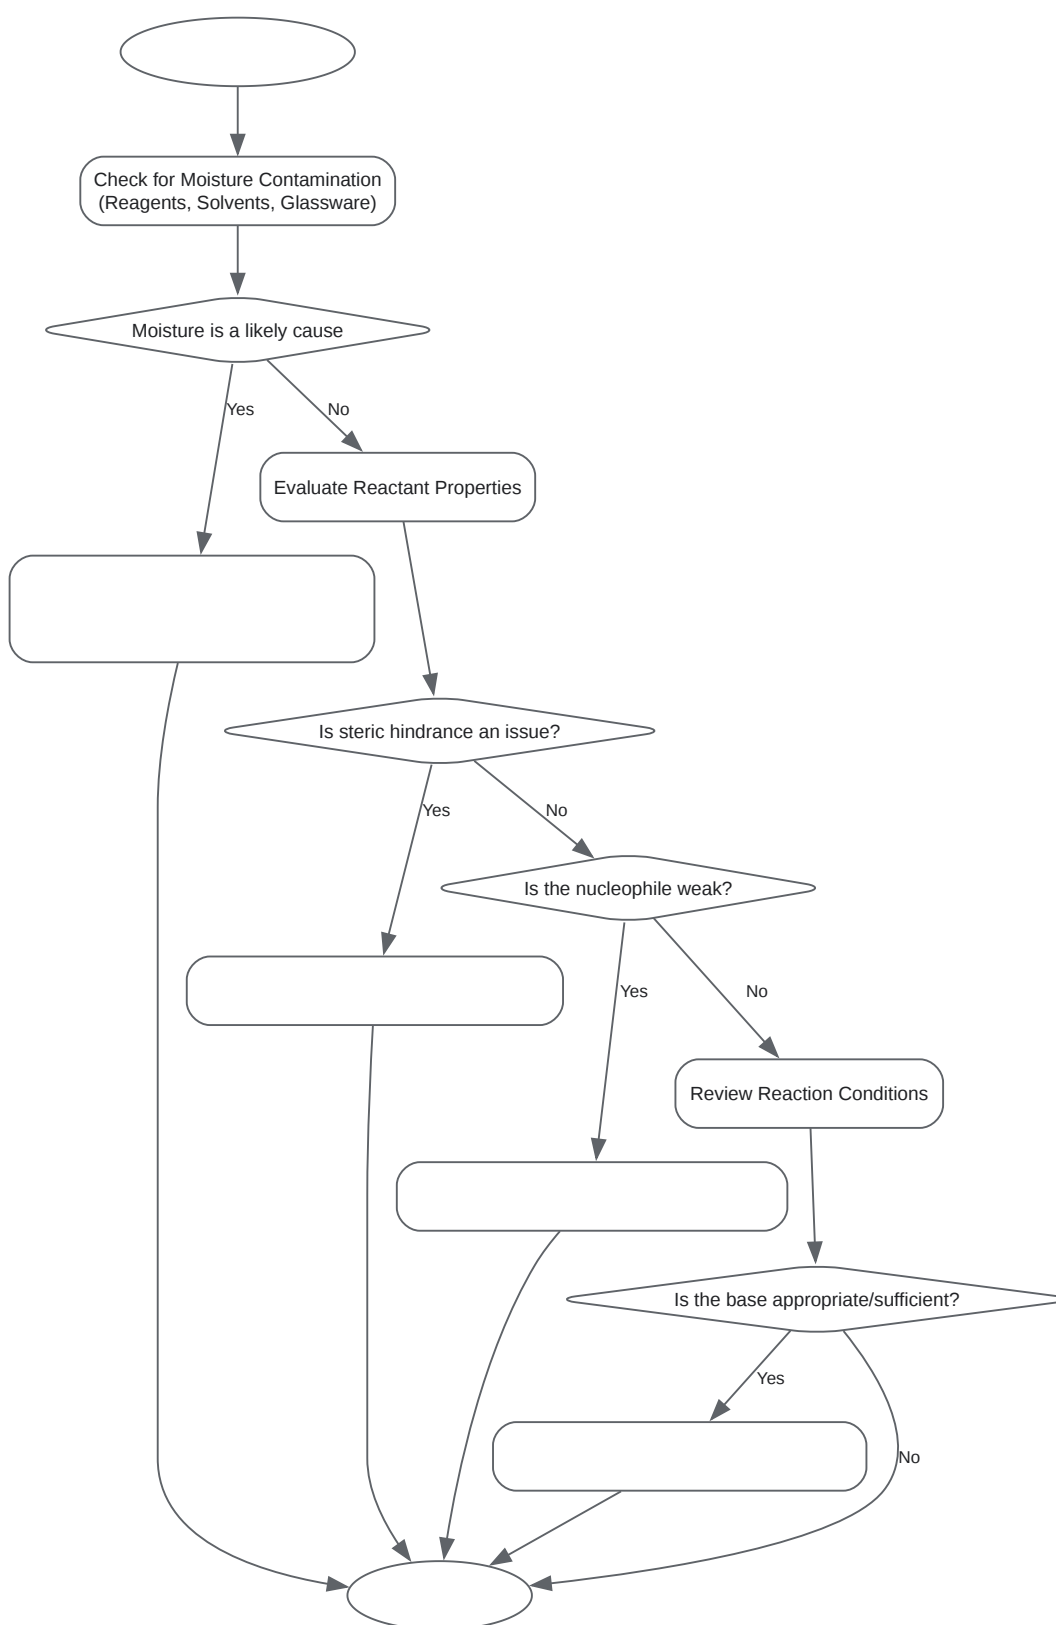 Check for Moisture Contamination
(Reagents, Solvents, Glassware)
Moisture is a likely cause
Yes
No
Evaluate Reactant Properties
Is steric hindrance an issue?
Yes
No
Is the nucleophile weak?
Yes
No
Review Reaction Conditions
Is the base appropriate/sufficient?
Yes
No